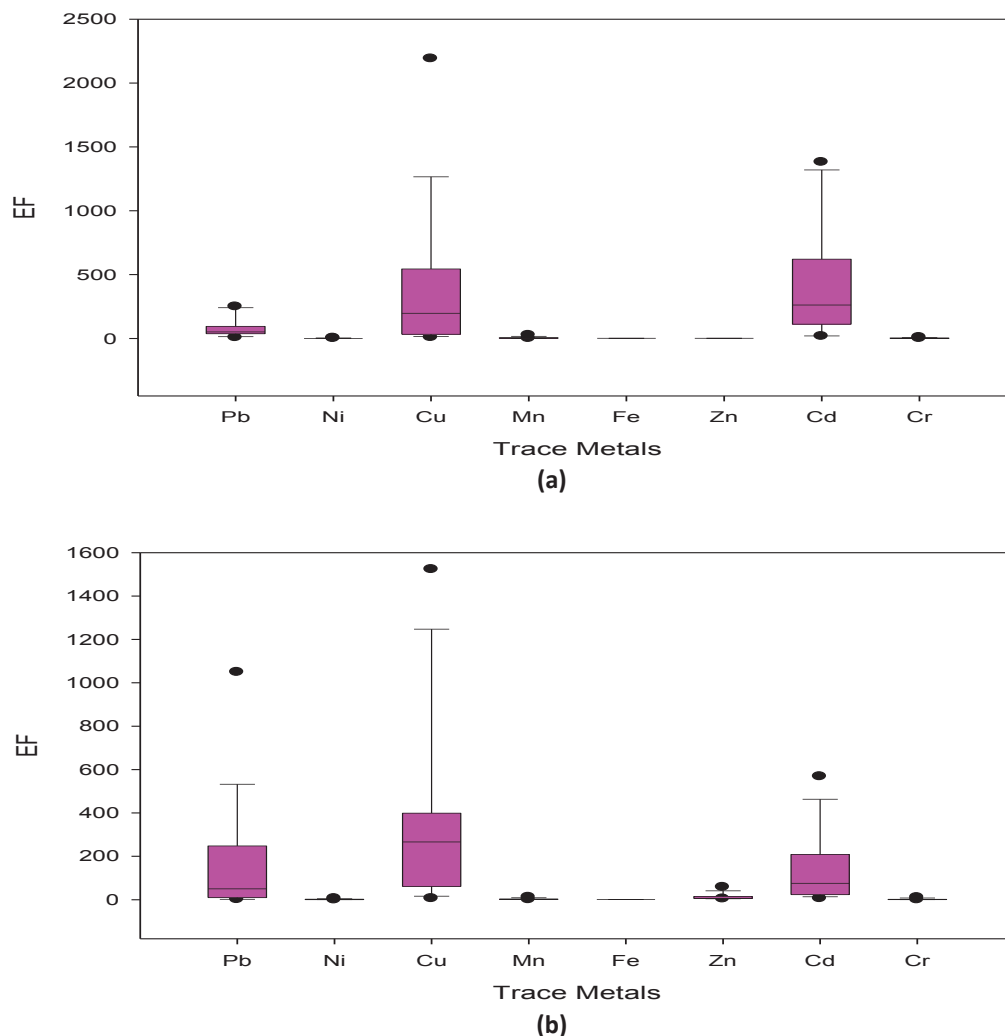 2500
2000
1500
1000
500
0
EF
Pb Ni Cu Mn Fe Zn Cd Cr
Trace Metals
(a)
1600
1400
1200
1000
800
600
400
200
0
EF
Pb Ni Cu Mn Fe Zn Cd Cr
Trace Metals
(b)